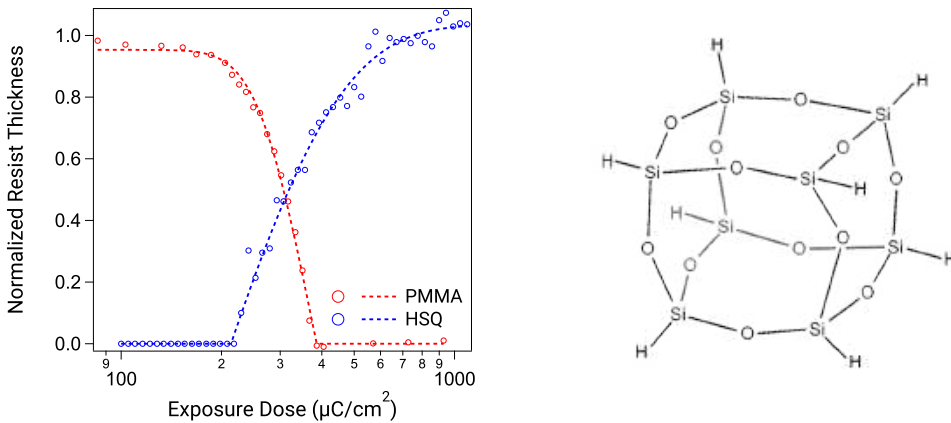 Normalized Resist Thickness
1.0
0.8
0.6
0.4
0.2
0.0
PMMA
HSQ
9 2 3 4 5 6 7 8 9
100 1000
Exposure Dose (µC/cm²)
H
H
Si O
Si
O
O O
H Si O Si H O
H Si O
O O Si H
O
O
Si O Si
H H